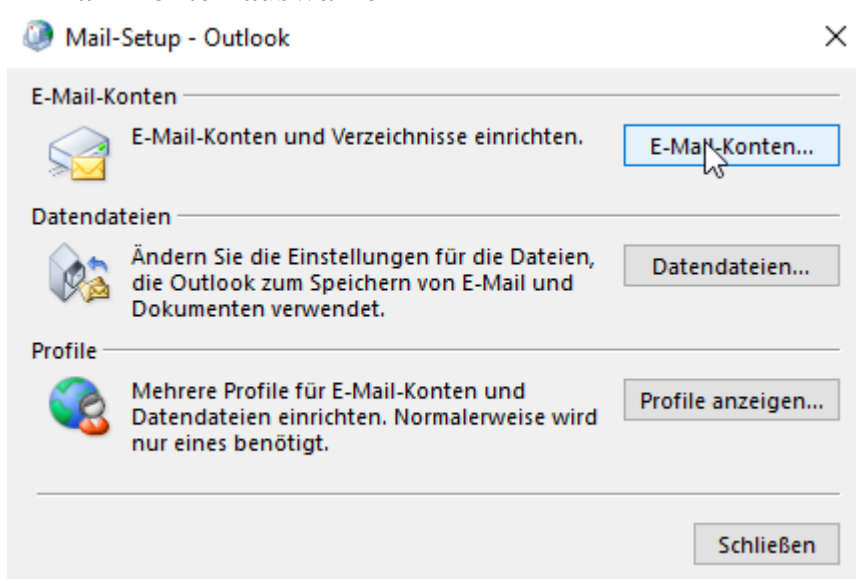 Mail-Setup - Outlook
E-Mail-Konten
E-Mail-Konten und Verzeichnisse einrichten.
E-Mail-Konten...
Datendateien
Ändern Sie die Einstellungen für die Dateien,
die Outlook zum Speichern von E-Mail und
Dokumenten verwendet.
Datendateien...
Profile
Mehrere Profile für E-Mail-Konten und
Datendateien einrichten. Normalerweise wird
nur eines benötigt.
Profile anzeigen...
Schließen